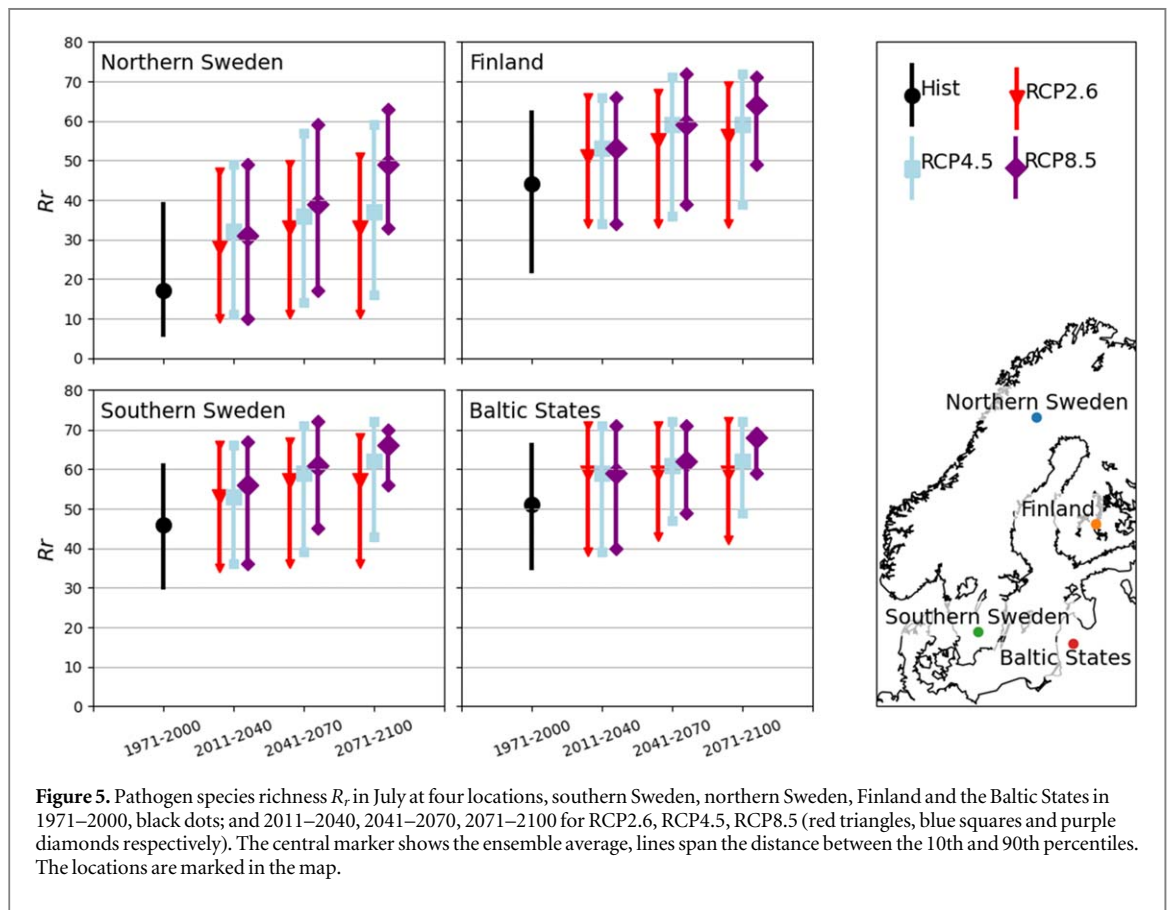 80
70
60
50
40
30
20
10
0
Rr
Northern Sweden
Finland
80
70
60
50
40
30
20
10
0
Rr
Southern Sweden
Baltic States
1971-2000
2011-2040
2041-2070
2071-2100
1971-2000
2011-2040
2041-2070
2071-2100
Hist
RCP2.6
RCP4.5
RCP8.5
Northern Sweden
Finland
Southern Sweden
Baltic States
Figure 5. Pathogen species richness Rr in July at four locations, southern Sweden, northern Sweden, Finland and the Baltic States in
1971–2000, black dots; and 2011–2040, 2041–2070, 2071–2100 for RCP2.6, RCP4.5, RCP8.5 (red triangles, blue squares and purple
diamonds respectively). The central marker shows the ensemble average, lines span the distance between the 10th and 90th percentiles.
The locations are marked in the map.